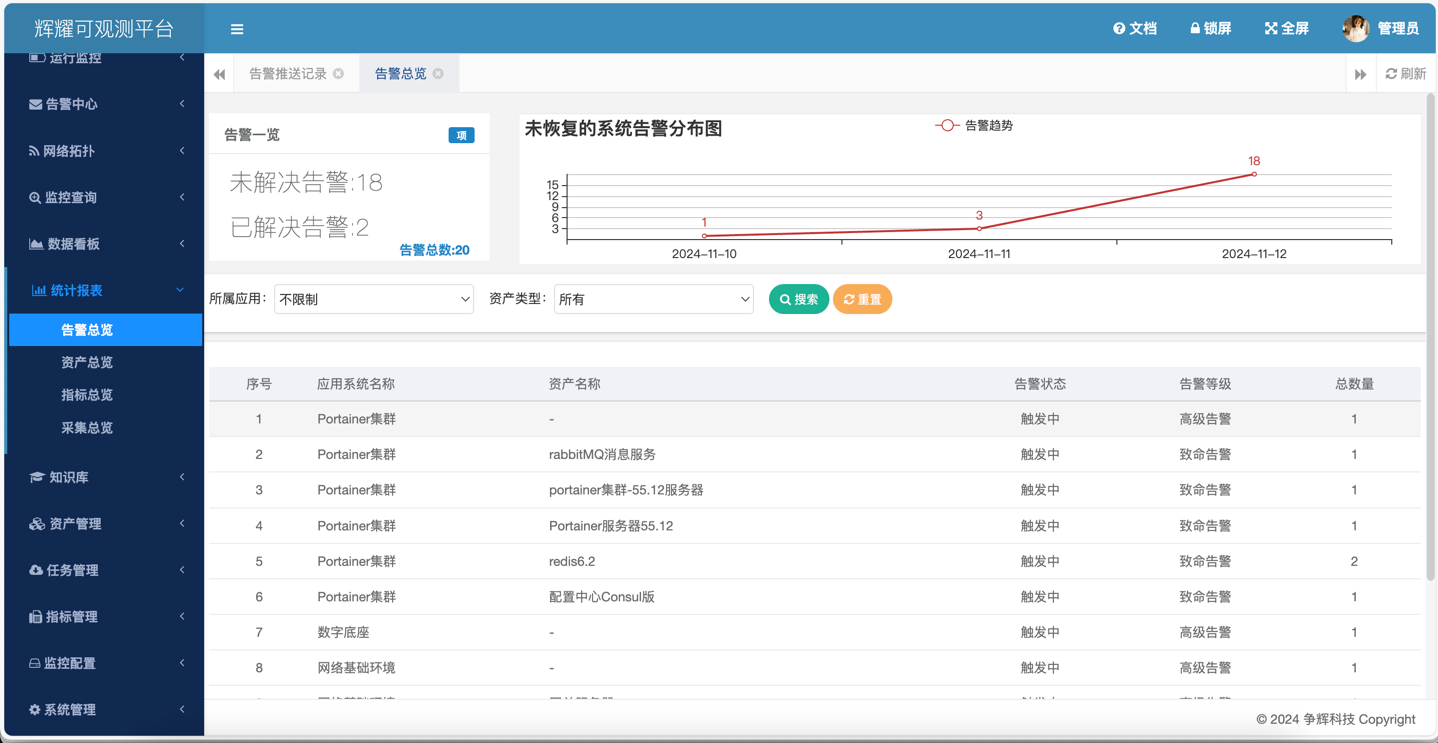 辉耀可观测平台
文档 锁屏 全屏 管理员
运行监控
告警中心
网络拓扑
监控查询
数据看板
统计报表
告警总览
资产总览
指标总览
采集总览
知识库
资产管理
任务管理
指标管理
监控配置
系统管理
告警推送记录 告警总览 刷新
告警一览 项
未解决告警:18
已解决告警:2
告警总数:20
未恢复的系统告警分布图
告警趋势
15
12
9
6
3
1
3
18
2024-11-10 2024-11-11 2024-11-12
所属应用： 不限制 资产类型： 所有 搜索 重置
序号 应用系统名称 资产名称 告警状态 告警等级 总数量
1 Portainer集群 - 触发中 高级告警 1
2 Portainer集群 rabbitMQ消息服务 触发中 致命告警 1
3 Portainer集群 portainer集群-55.12服务器 触发中 致命告警 1
4 Portainer集群 Portainer服务器55.12 触发中 致命告警 1
5 Portainer集群 redis6.2 触发中 致命告警 2
6 Portainer集群 配置中心Consul版 触发中 致命告警 1
7 数字底座 - 触发中 高级告警 1
8 网络基础环境 - 触发中 高级告警 1
© 2024 争辉科技 Copyright